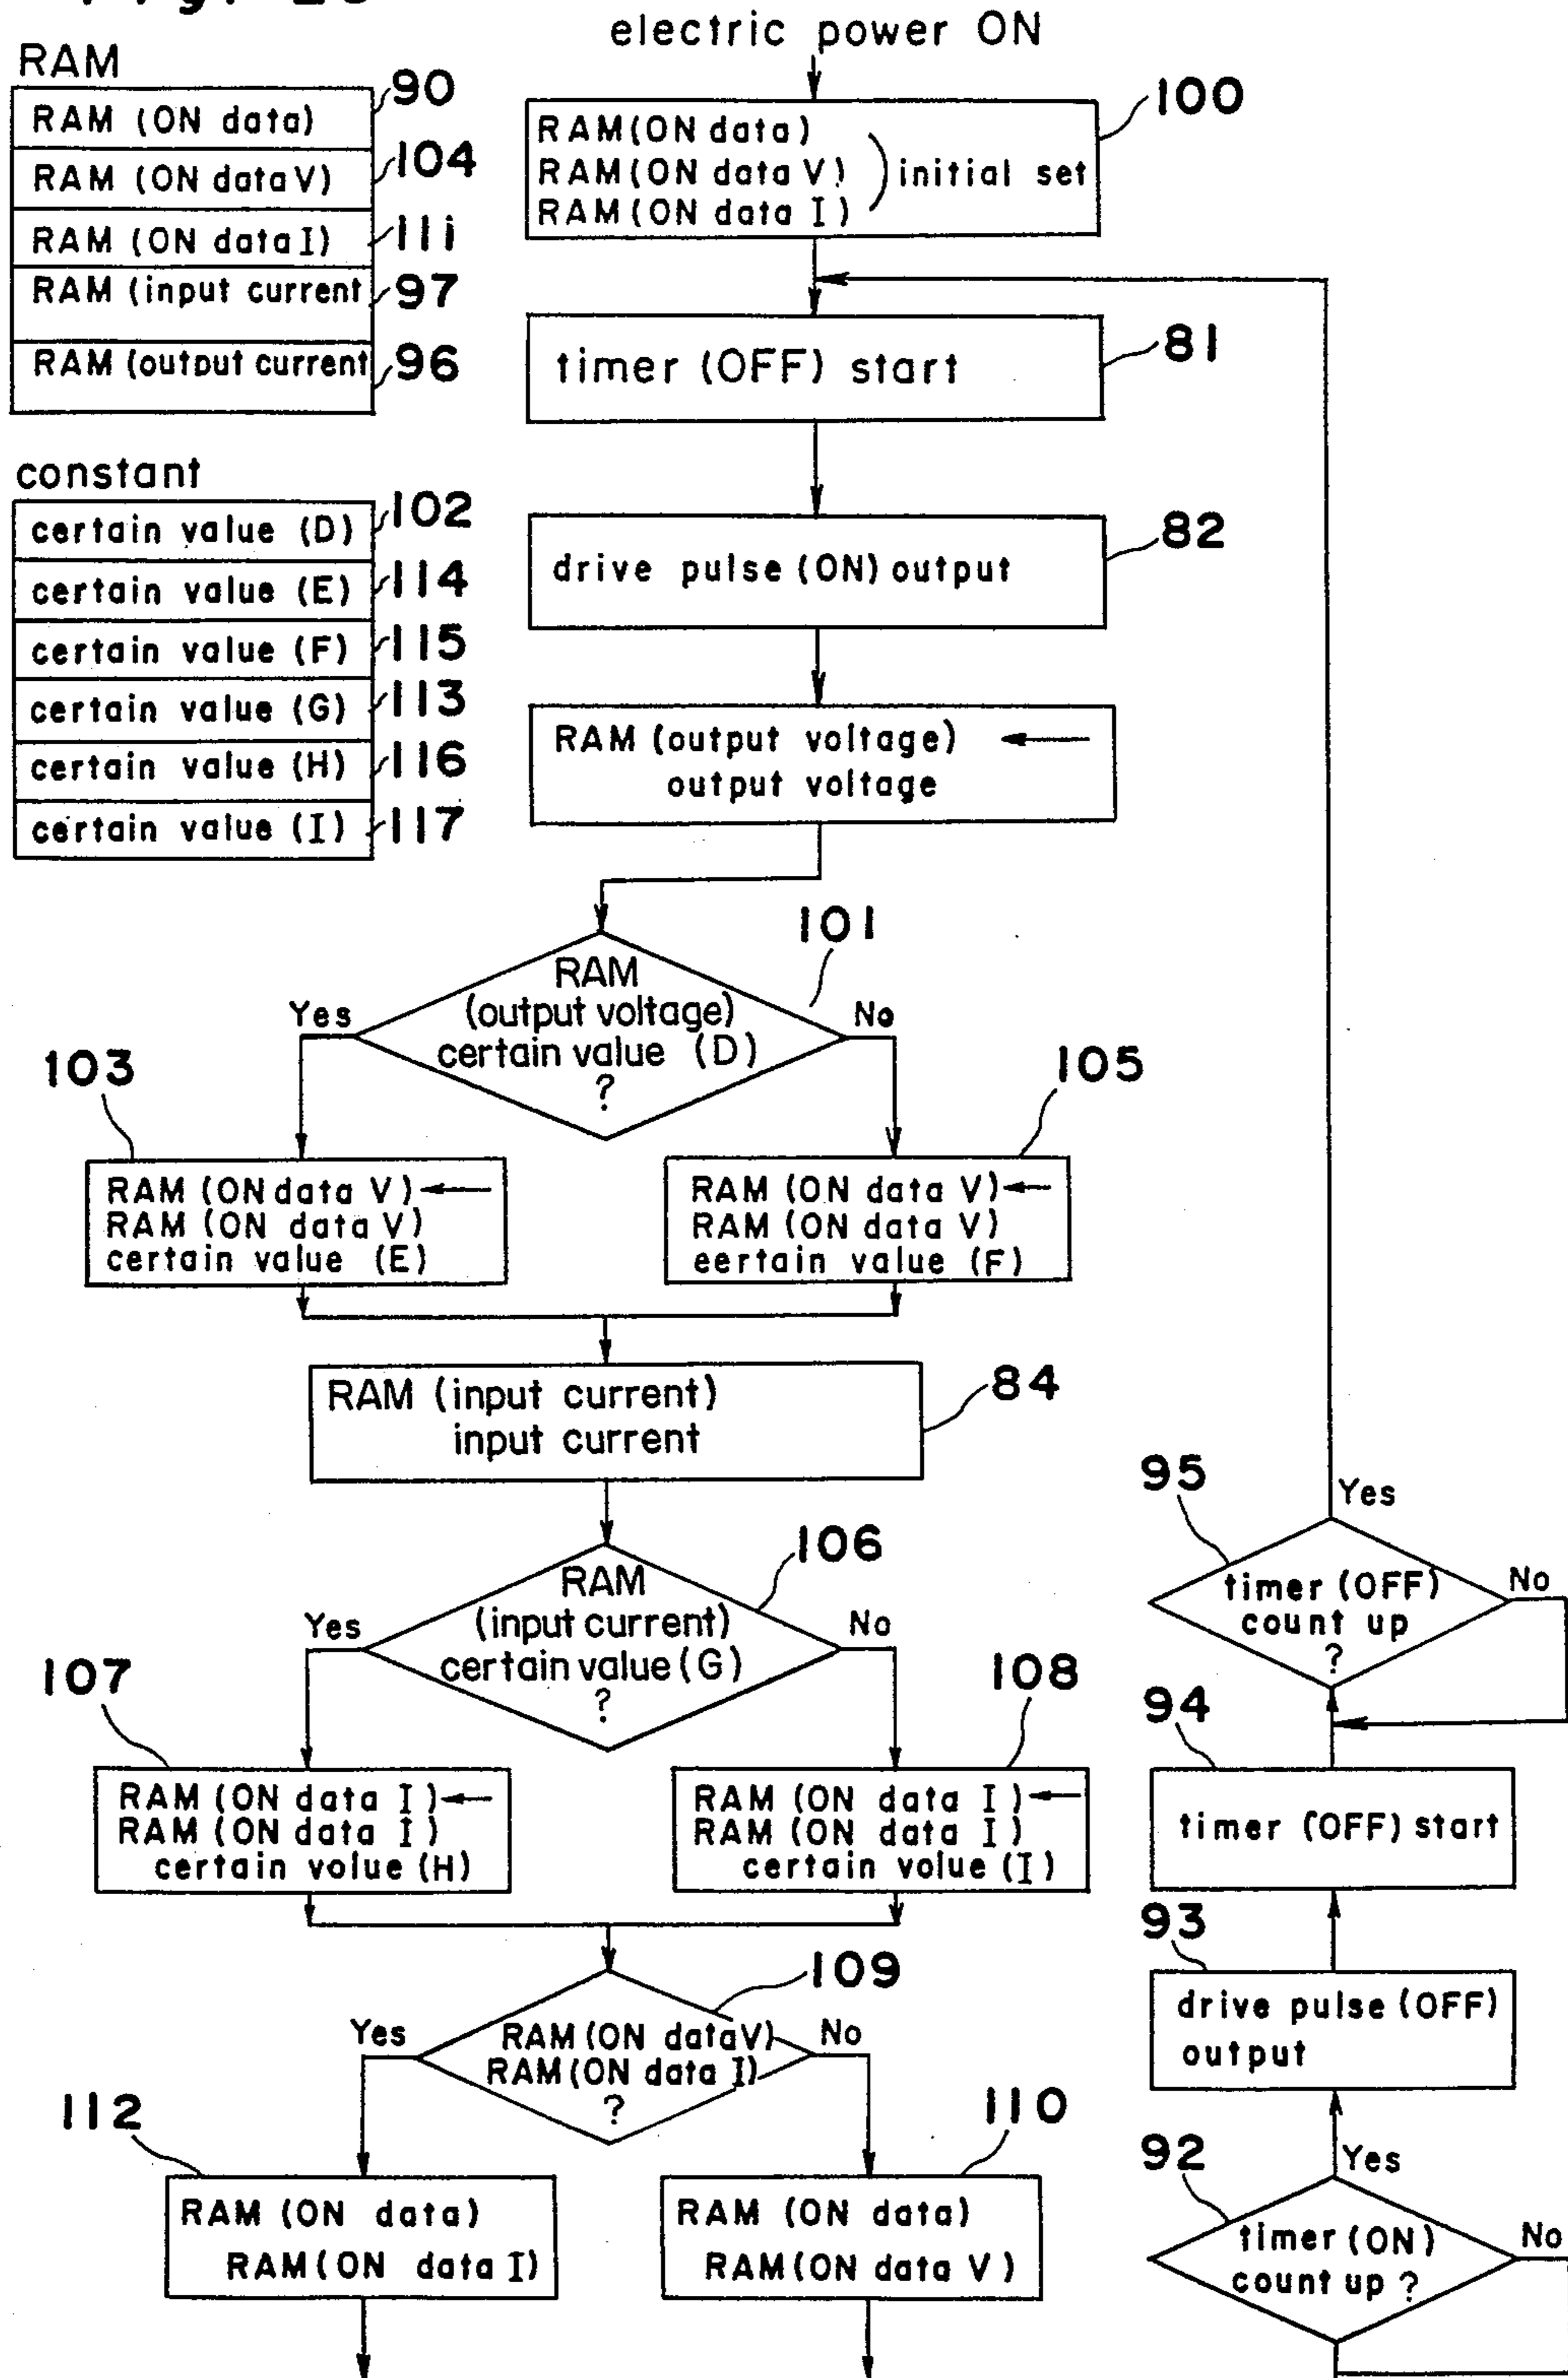 RAM
RAM (ON data)
90
RAM (ON data V)
104
RAM (ON data I)
111
RAM (input current
97
RAM (output current
96
constant
certain value (D)
102
certain value (E)
114
certain value (F)
115
certain value (G)
113
certain value (H)
116
certain value (I)
117
electric power ON
RAM(ON data)
RAM(ON data V)
RAM(ON data I)
) initial set
100
timer (OFF) start
81
drive pulse (ON) output
82
RAM (output voltage) ←
output voltage
101
RAM
(output voltage)
certain value (D)
?
Yes
No
103
RAM (ON data V) ←
RAM (ON data V)
certain value (E)
105
RAM (ON data V) ←
RAM (ON data V)
eertain value (F)
RAM (input current)
input current
84
106
RAM
(input current)
certain value (G)
?
Yes
No
107
RAM (ON data I) ←
RAM (ON data I)
certain volue (H)
108
RAM (ON data I) ←
RAM (ON data I)
certain volue (I)
109
RAM (ON data V)
RAM (ON data I)
?
Yes
No
112
RAM (ON data)
RAM (ON data I)
110
RAM (ON data)
RAM (ON data V)
95
Yes
timer (OFF)
count up
?
No
94
timer (OFF) start
93
drive pulse (OFF)
output
92
Yes
timer (ON)
count up ?
No